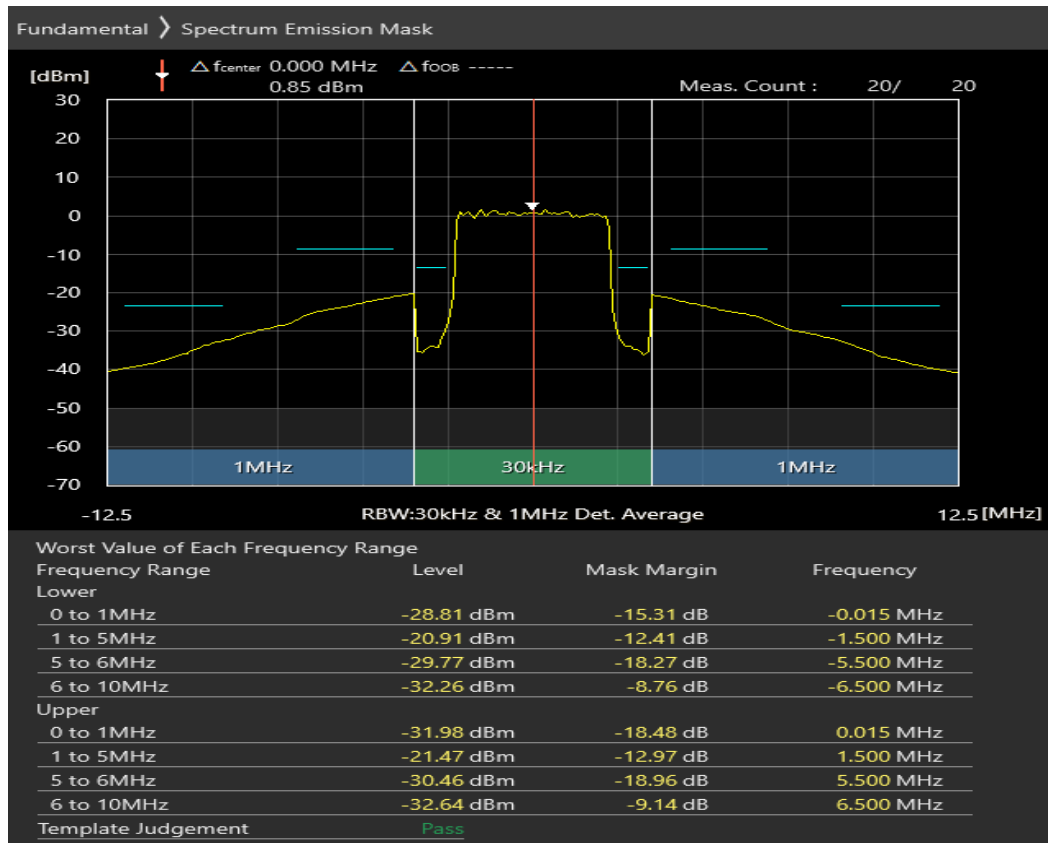 Fundamental ❯ Spectrum Emission Mask
[dBm] △ fcenter 0.000 MHz △ fOOB -----
0.85 dBm Meas. Count : 20/ 20
30
20
10
0
-10
-20
-30
-40
-50
-60
1MHz 30kHz 1MHz
-70
-12.5 RBW:30kHz & 1MHz Det. Average 12.5 [MHz]
Worst Value of Each Frequency Range
Frequency Range Level Mask Margin Frequency
Lower
0 to 1MHz -28.81 dBm -15.31 dB -0.015 MHz
1 to 5MHz -20.91 dBm -12.41 dB -1.500 MHz
5 to 6MHz -29.77 dBm -18.27 dB -5.500 MHz
6 to 10MHz -32.26 dBm -8.76 dB -6.500 MHz
Upper
0 to 1MHz -31.98 dBm -18.48 dB 0.015 MHz
1 to 5MHz -21.47 dBm -12.97 dB 1.500 MHz
5 to 6MHz -30.46 dBm -18.96 dB 5.500 MHz
6 to 10MHz -32.64 dBm -9.14 dB 6.500 MHz
Template Judgement Pass